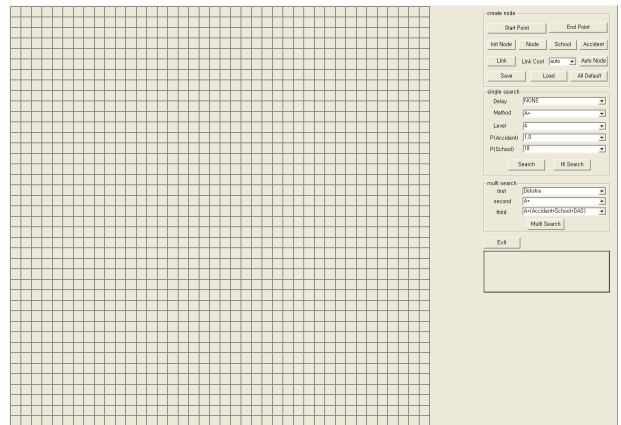 create node
Start Point End Point
Init Node Node School Accident
Link Link Cost auto Auto Node
Save Load All Default
single search
Delay NONE
Method A*
Level 4
P(Accident) 1,0
P(School) 10
Search Hi Search
multi search
first Dijkstra
second A*
third A*(Accident+School+DAS)
Multi Search
Exit